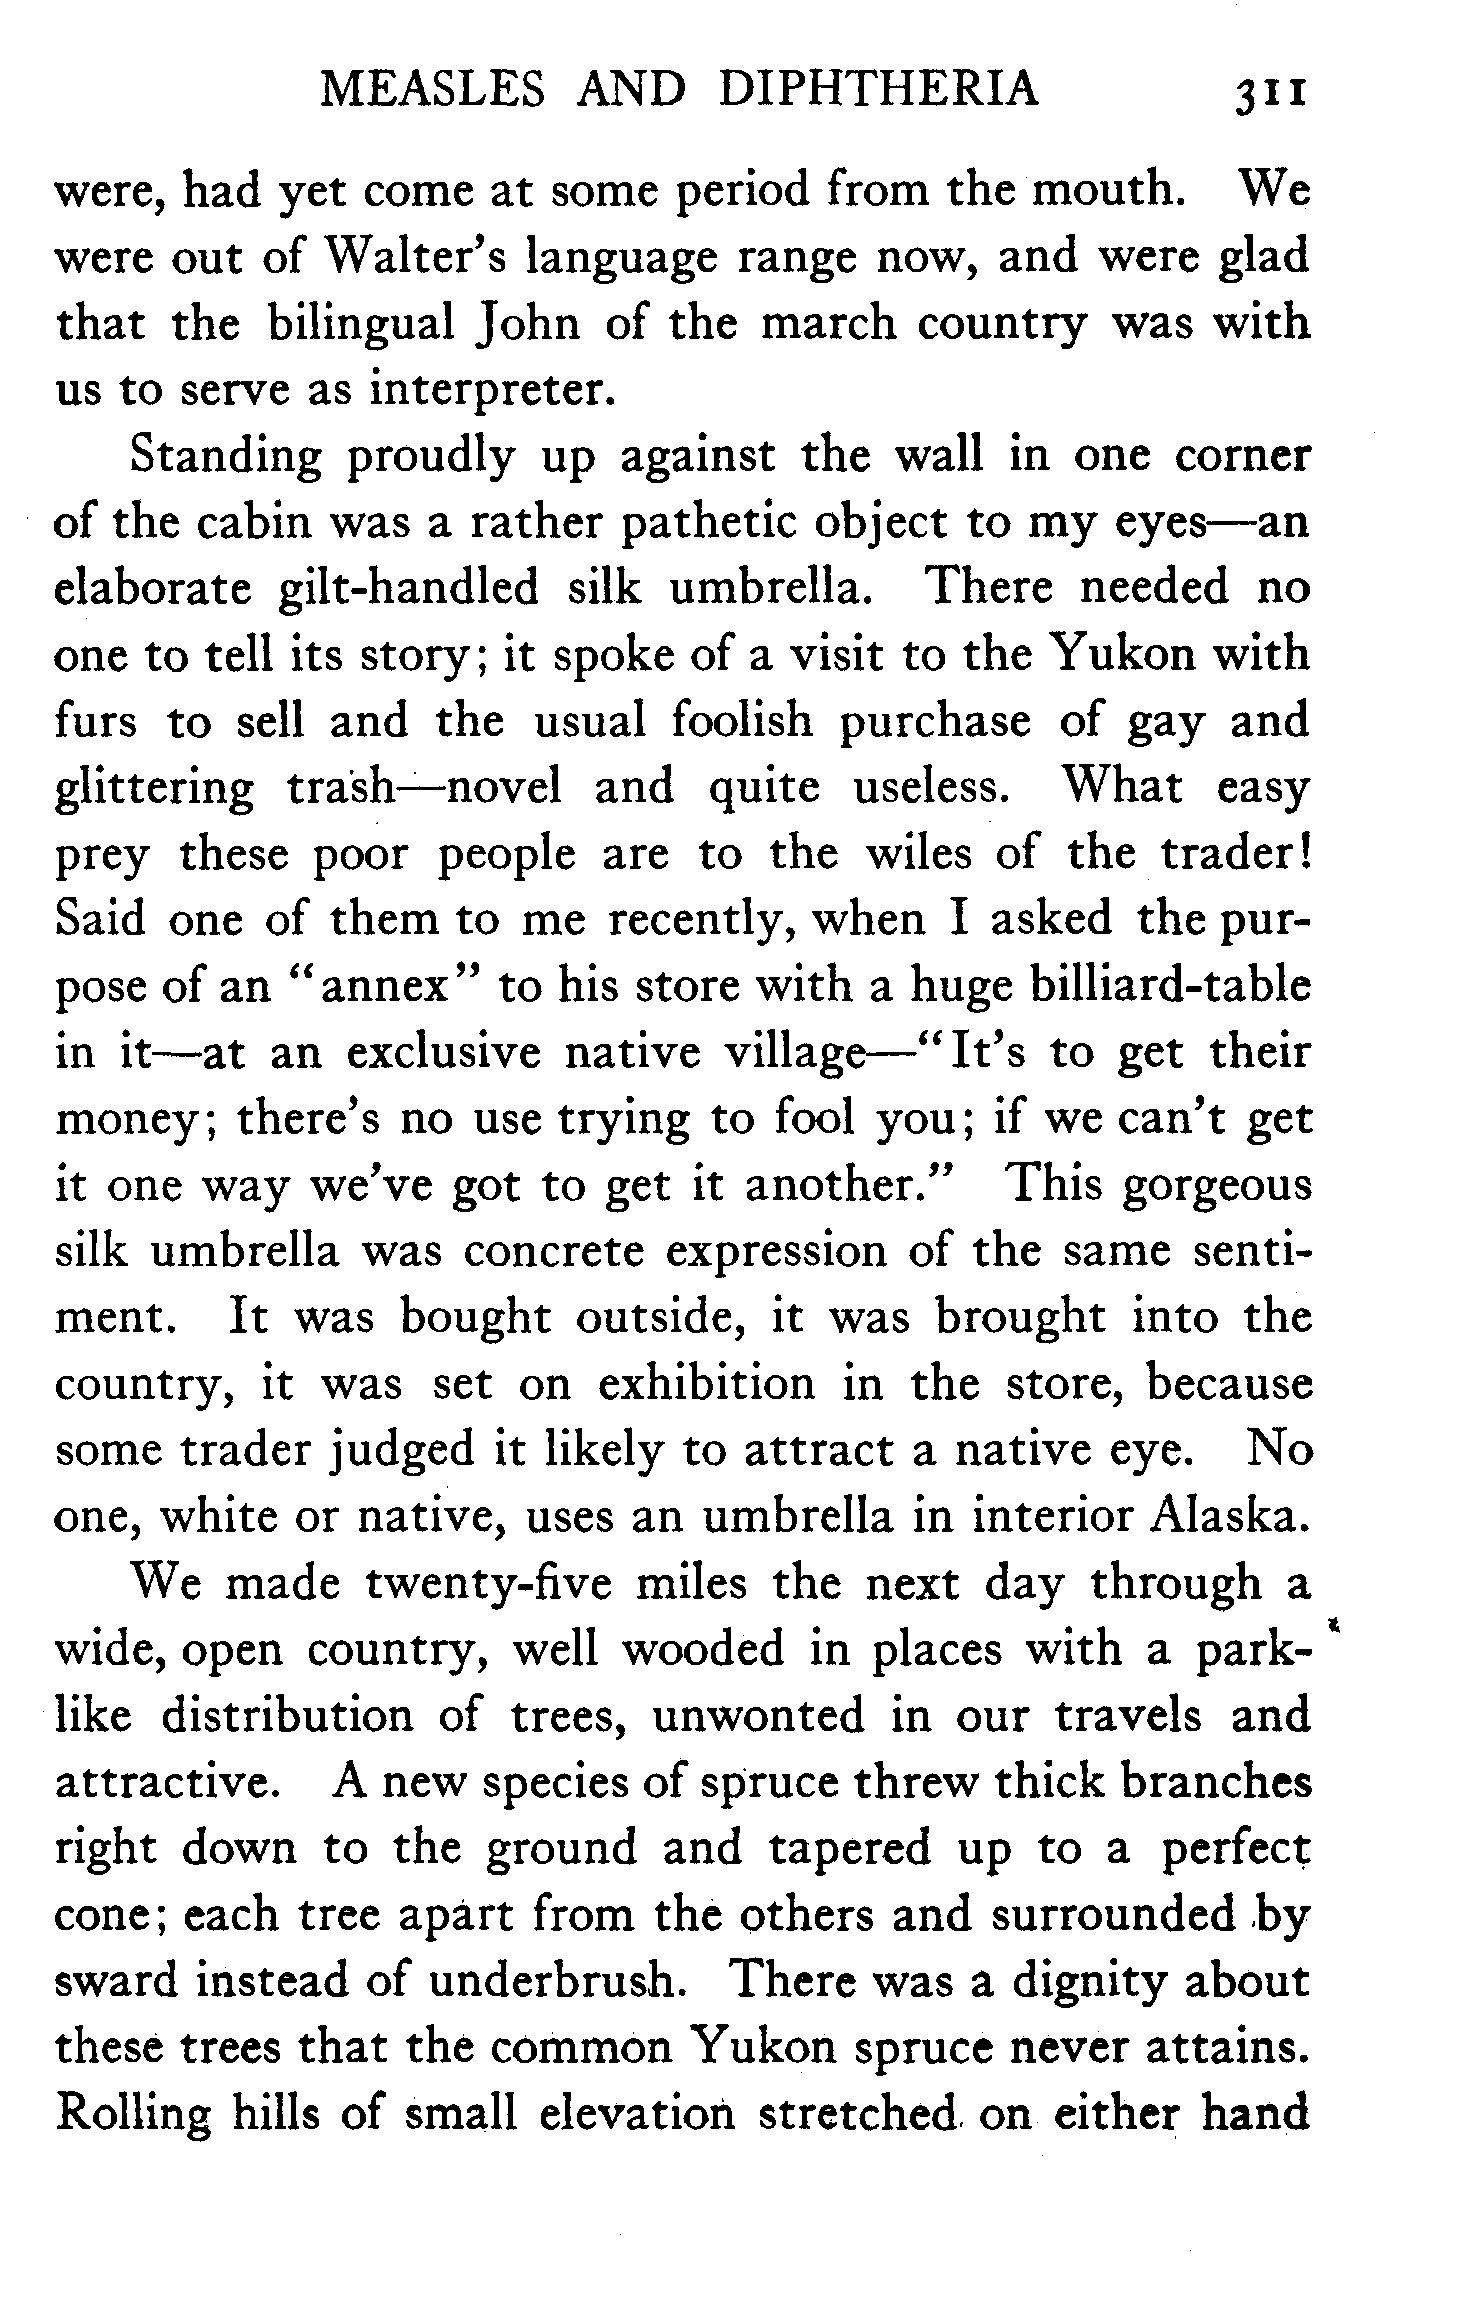 MEASLES AND DIPHTHERIA 311
were, had yet come at some period from the mouth. We
were out of Walter's language range now, and were glad
that the bilingual John of the march country was with
us to serve as interpreter.
Standing proudly up against the wall in one corner
of the cabin was a rather pathetic object to my eyes—an
elaborate gilt-handled silk umbrella. There needed no
one to tell its story; it spoke of a visit to the Yukon with
furs to sell and the usual foolish purchase of gay and
glittering trash—novel and quite useless. What easy
prey these poor people are to the wiles of the trader!
Said one of them to me recently, when I asked the pur-
pose of an "annex" to his store with a huge billiard-table
in it—at an exclusive native village—"It's to get their
money; there's no use trying to fool you; if we can't get
it one way we've got to get it another." This gorgeous
silk umbrella was concrete expression of the same senti-
ment. It was bought outside, it was brought into the
country, it was set on exhibition in the store, because
some trader judged it likely to attract a native eye. No
one, white or native, uses an umbrella in interior Alaska.
We made twenty-five miles the next day through a
wide, open country, well wooded in places with a park-
like distribution of trees, unwonted in our travels and
attractive. A new species of spruce threw thick branches
right down to the ground and tapered up to a perfect
cone; each tree apart from the others and surrounded by
sward instead of underbrush. There was a dignity about
these trees that the common Yukon spruce never attains.
Rolling hills of small elevation stretched on either hand